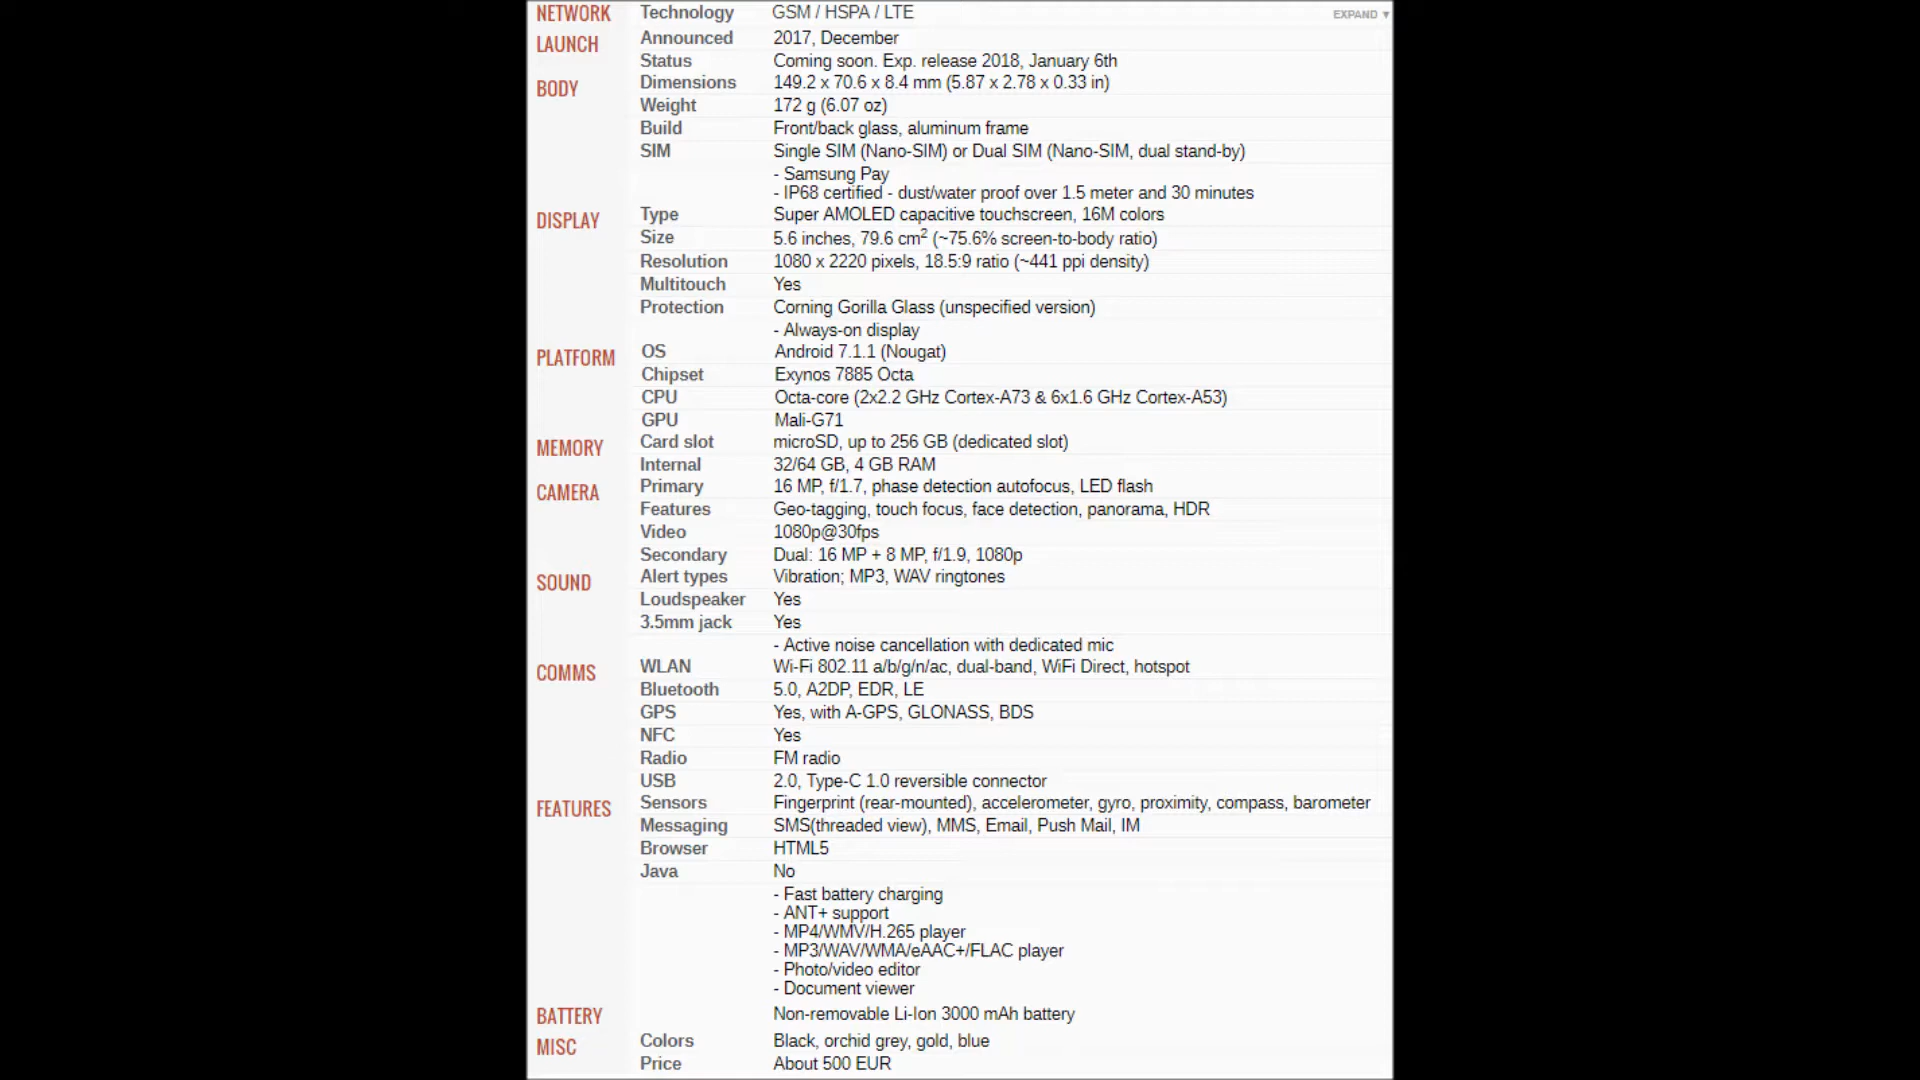 NETWORK Technology GSM / HSPA / LTE EXPAND ▼
LAUNCH Announced 2017, December
Status Coming soon. Exp. release 2018, January 6th
BODY Dimensions 149.2 x 70.6 x 8.4 mm (5.87 x 2.78 x 0.33 in)
Weight 172 g (6.07 oz)
Build Front/back glass, aluminum frame
SIM Single SIM (Nano-SIM) or Dual SIM (Nano-SIM, dual stand-by)
- Samsung Pay
- IP68 certified - dust/water proof over 1.5 meter and 30 minutes
DISPLAY Type Super AMOLED capacitive touchscreen, 16M colors
Size 5.6 inches, 79.6 cm² (~75.6% screen-to-body ratio)
Resolution 1080 x 2220 pixels, 18.5:9 ratio (~441 ppi density)
Multitouch Yes
Protection Corning Gorilla Glass (unspecified version)
- Always-on display
PLATFORM OS Android 7.1.1 (Nougat)
Chipset Exynos 7885 Octa
CPU Octa-core (2x2.2 GHz Cortex-A73 & 6x1.6 GHz Cortex-A53)
GPU Mali-G71
MEMORY Card slot microSD, up to 256 GB (dedicated slot)
Internal 32/64 GB, 4 GB RAM
CAMERA Primary 16 MP, f/1.7, phase detection autofocus, LED flash
Features Geo-tagging, touch focus, face detection, panorama, HDR
Video 1080p@30fps
Secondary Dual: 16 MP + 8 MP, f/1.9, 1080p
SOUND Alert types Vibration; MP3, WAV ringtones
Loudspeaker Yes
3.5mm jack Yes
- Active noise cancellation with dedicated mic
COMMS WLAN Wi-Fi 802.11 a/b/g/n/ac, dual-band, WiFi Direct, hotspot
Bluetooth 5.0, A2DP, EDR, LE
GPS Yes, with A-GPS, GLONASS, BDS
NFC Yes
Radio FM radio
USB 2.0, Type-C 1.0 reversible connector
FEATURES Sensors Fingerprint (rear-mounted), accelerometer, gyro, proximity, compass, barometer
Messaging SMS(threaded view), MMS, Email, Push Mail, IM
Browser HTML5
Java No
- Fast battery charging
- ANT+ support
- MP4/WMV/H.265 player
- MP3/WAV/WMA/eAAC+/FLAC player
- Photo/video editor
- Document viewer
BATTERY Non-removable Li-Ion 3000 mAh battery
MISC Colors Black, orchid grey, gold, blue
Price About 500 EUR